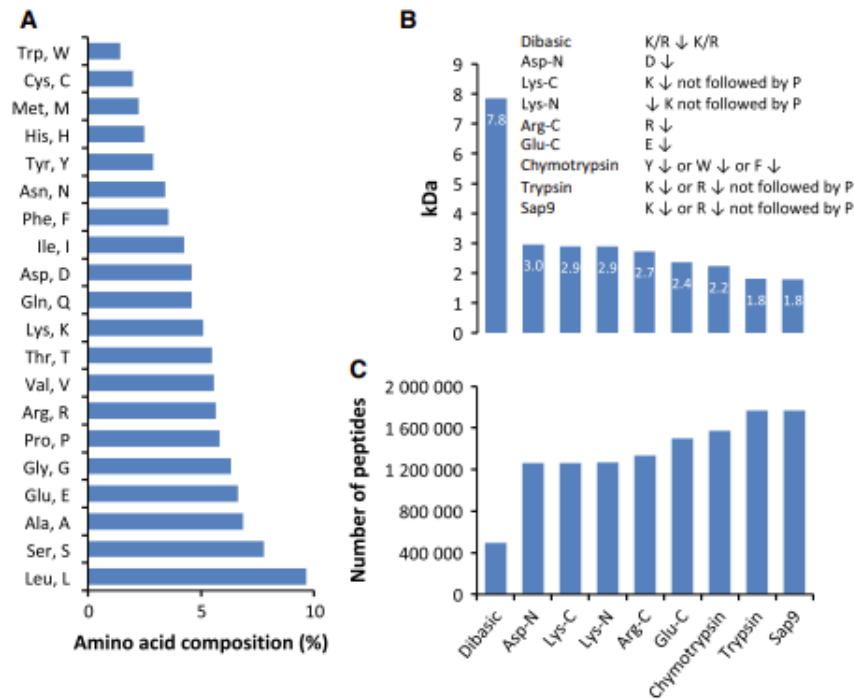 A
Trp, W
Cys, C
Met, M
His, H
Tyr, Y
Asn, N
Phe, F
Ile, I
Asp, D
Gln, Q
Lys, K
Thr, T
Val, V
Arg, R
Pro, P
Gly, G
Glu, E
Ala, A
Ser, S
Leu, L
0 5 10
Amino acid composition (%)
B
Dibasic K/R ↓ K/R
Asp-N D ↓
Lys-C K ↓ not followed by P
Lys-N ↓ K not followed by P
Arg-C R ↓
Glu-C E ↓
Chymotrypsin Y ↓ or W ↓ or F ↓
Trypsin K ↓ or R ↓ not followed by P
Sap9 K ↓ or R ↓ not followed by P
kDa
9
8
7
6
5
4
3
2
1
0
7.8 3.0 2.9 2.9 2.7 2.4 2.2 1.8 1.8
C
Number of peptides
2 000 000
1 600 000
1 200 000
800 000
400 000
0
Dibasic
Asp-N
Lys-C
Lys-N
Arg-C
Glu-C
Chymotrypsin
Trypsin
Sap9